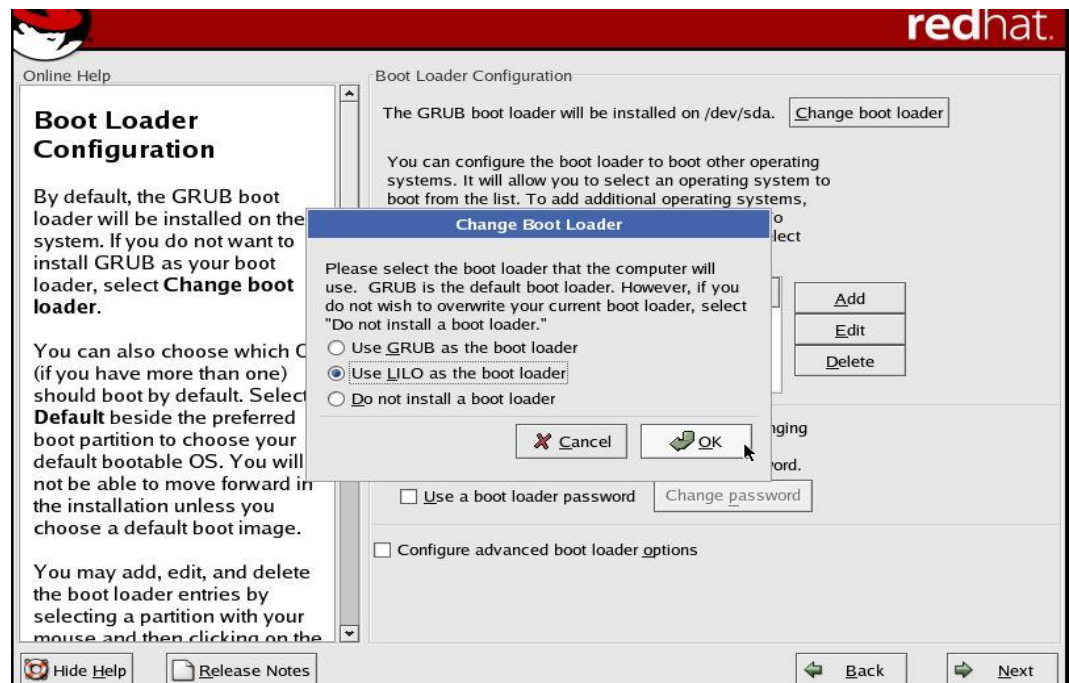 redhat.
Online Help
Boot Loader
Configuration
By default, the GRUB boot
loader will be installed on the
system. If you do not want to
install GRUB as your boot
loader, select Change boot
loader.
You can also choose which
(if you have more than one)
should boot by default. Select
Default beside the preferred
boot partition to choose your
default bootable OS. You will
not be able to move forward in
the installation unless you
choose a default boot image.
You may add, edit, and delete
the boot loader entries by
selecting a partition with your
mouse and then clicking on the
Boot Loader Configuration
The GRUB boot loader will be installed on /dev/sda.
Change boot loader
You can configure the boot loader to boot other operating
systems. It will allow you to select an operating system to
boot from the list. To add additional operating systems,
Change Boot Loader
Please select the boot loader that the computer will
use. GRUB is the default boot loader. However, if you
do not wish to overwrite your current boot loader, select
"Do not install a boot loader."
Use GRUB as the boot loader
Use LILO as the boot loader
Do not install a boot loader
Cancel
OK
Add
Edit
Delete
Use a boot loader password
Change password
Configure advanced boot loader options
Hide Help
Release Notes
Back
Next